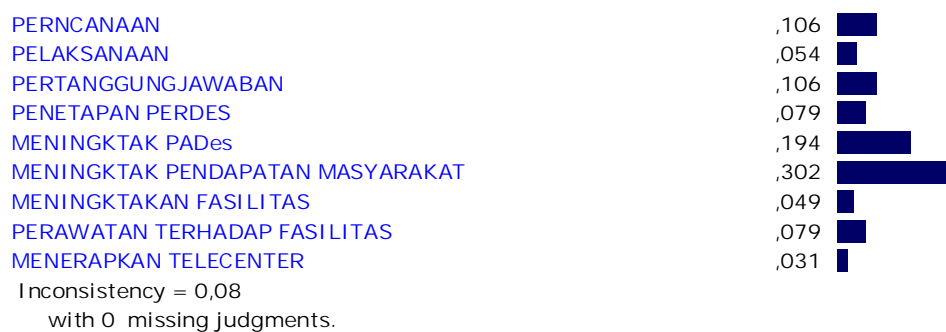 PERNCANAAN ,106
PELAKSANAAN ,054
PERTANGGUNGJAWABAN ,106
PENETAPAN PERDES ,079
MENINGKTAK PADes ,194
MENINGKTAK PENDAPATAN MASYARAKAT ,302
MENINGKTAKAN FASILITAS ,049
PERAWATAN TERHADAP FASILITAS ,079
MENERAPKAN TELECENTER ,031
Inconsistency = 0,08
with 0 missing judgments.